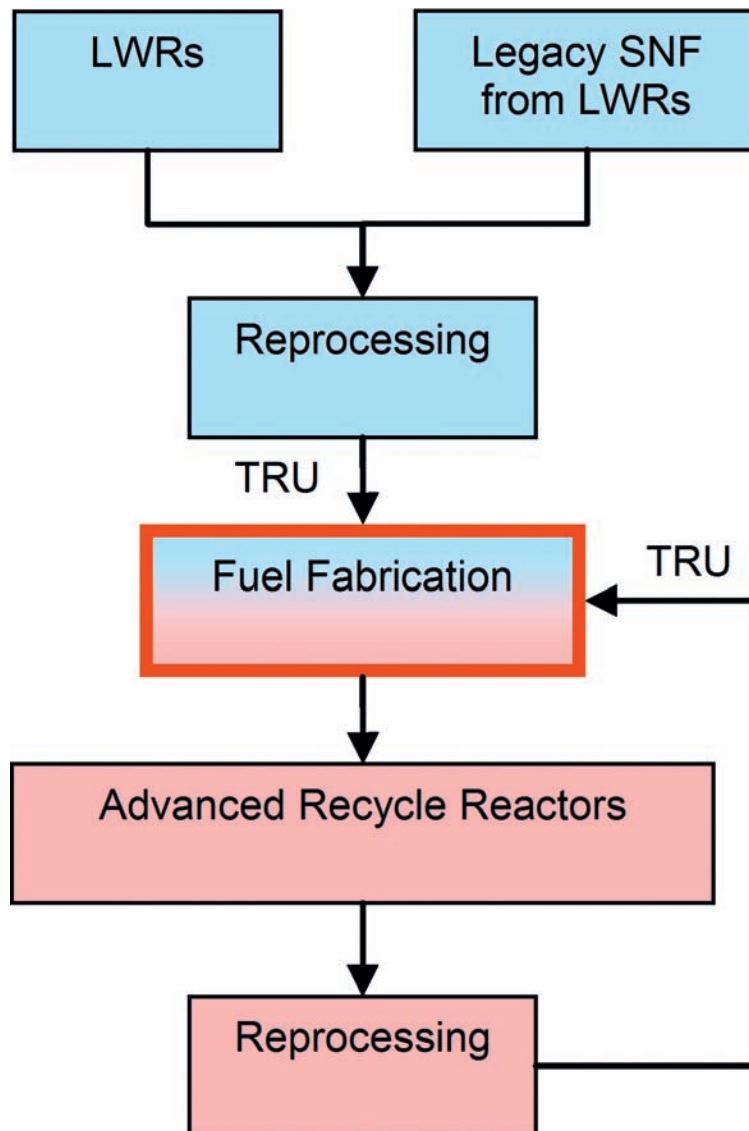 LWRs
Legacy SNF
from LWRs
Reprocessing
TRU
Fuel Fabrication
TRU
Advanced Recycle Reactors
Reprocessing